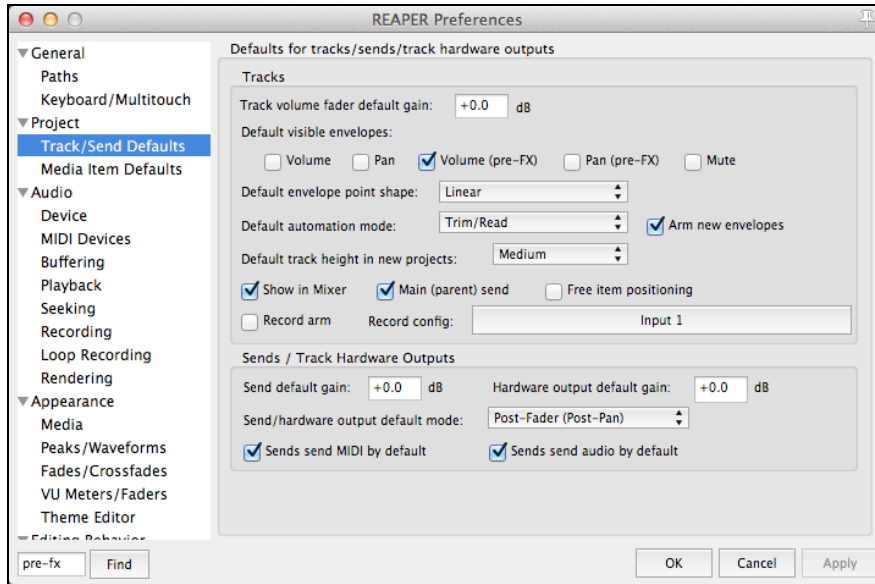 REAPER Preferences
General
Paths
Keyboard/Multitouch
Project
Track/Send Defaults
Media Item Defaults
Audio
Device
MIDI Devices
Buffering
Playback
Seeking
Recording
Loop Recording
Rendering
Appearance
Media
Peaks/Waveforms
Fades/Crossfades
VU Meters/Faders
Theme Editor
Editing Behavior
pre-fx Find
Defaults for tracks/sends/track hardware outputs
Tracks
Track volume fader default gain: +0.0 dB
Default visible envelopes:
Volume Pan Volume (pre-FX) Pan (pre-FX) Mute
Default envelope point shape: Linear
Default automation mode: Trim/Read Arm new envelopes
Default track height in new projects: Medium
Show in Mixer Main (parent) send Free item positioning
Record arm Record config: Input 1
Sends / Track Hardware Outputs
Send default gain: +0.0 dB Hardware output default gain: +0.0 dB
Send/hardware output default mode: Post-Fader (Post-Pan)
Sends send MIDI by default Sends send audio by default
OK Cancel Apply